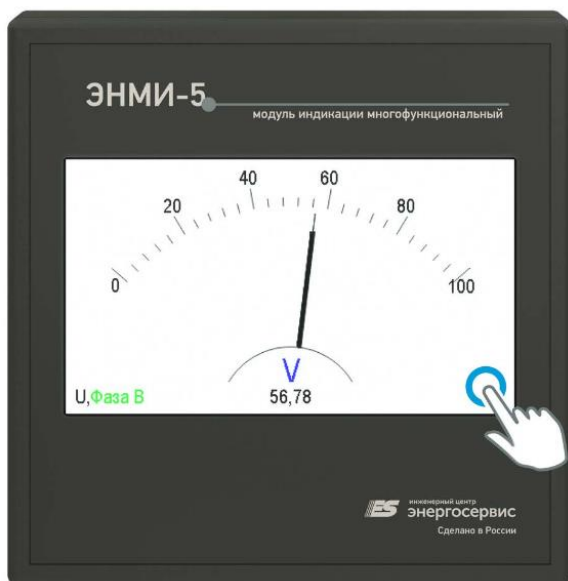 ЭНМИ-5
модуль индикации многофункциональный
0
20
40
60
80
100
V
U,Фаза В
56,78
ES
инженерный центр
энергосервис
Сделано в России